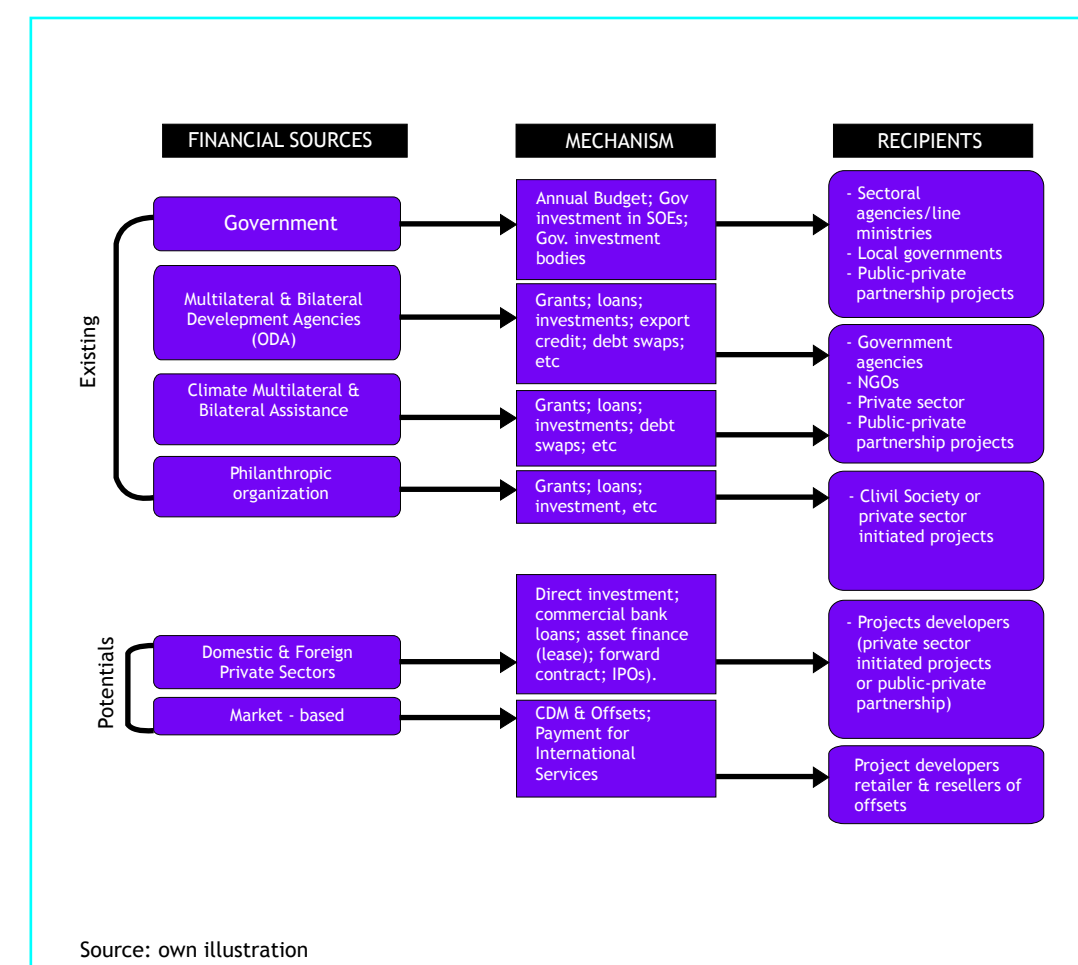 FINANCIAL SOURCES
MECHANISM
RECIPIENTS
Existing
Government
Annual Budget; Gov
investment in SOEs;
Gov. investment
bodies
- Sectoral
agencies/line
ministries
- Local governments
- Public-private
partnership projects
Multilateral & Bilateral
Develepment Agencies
(ODA)
Grants; loans;
investments; export
credit; debt swaps;
etc
- Government
agencies
- NGOs
- Private sector
- Public-private
partnership projects
Climate Multilateral &
Bilateral Assistance
Grants; loans;
investments; debt
swaps; etc
Philanthropic
organization
Grants; loans;
investment, etc
- Clivil Society or
private sector
initiated projects
Potentials
Domestic & Foreign
Private Sectors
Direct investment;
commercial bank
loans; asset finance
(lease); forward
contract; IPOs).
- Projects developers
(private sector
initiated projects
or public-private
partnership)
Market - based
CDM & Offsets;
Payment for
International
Services
Project developers
retailer & resellers of
offsets
Source: own illustration